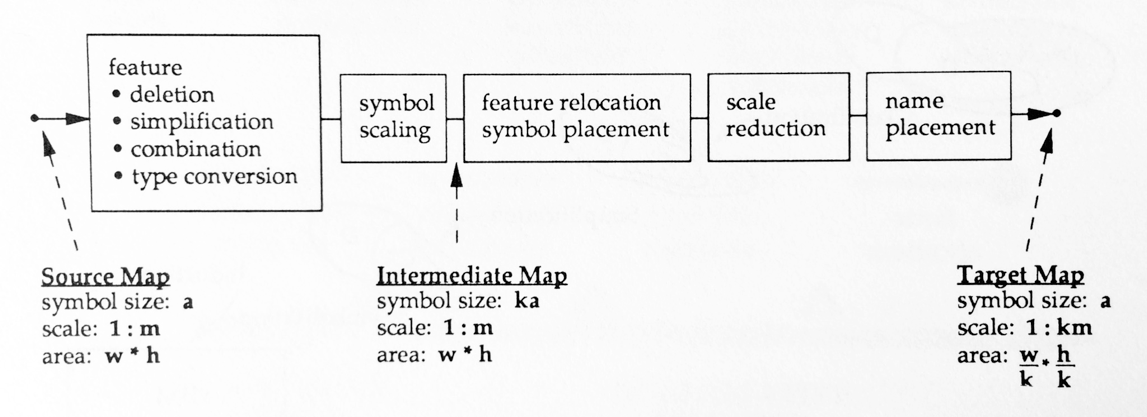 feature
• deletion
• simplification
• combination
• type conversion
symbol
scaling
feature relocation
symbol placement
scale
reduction
name
placement
Source Map
symbol size: a
scale: 1 : m
area: w * h
Intermediate Map
symbol size: ka
scale: 1 : m
area: w * h
Target Map
symbol size: a
scale: 1 : km
area: w/k * h/k